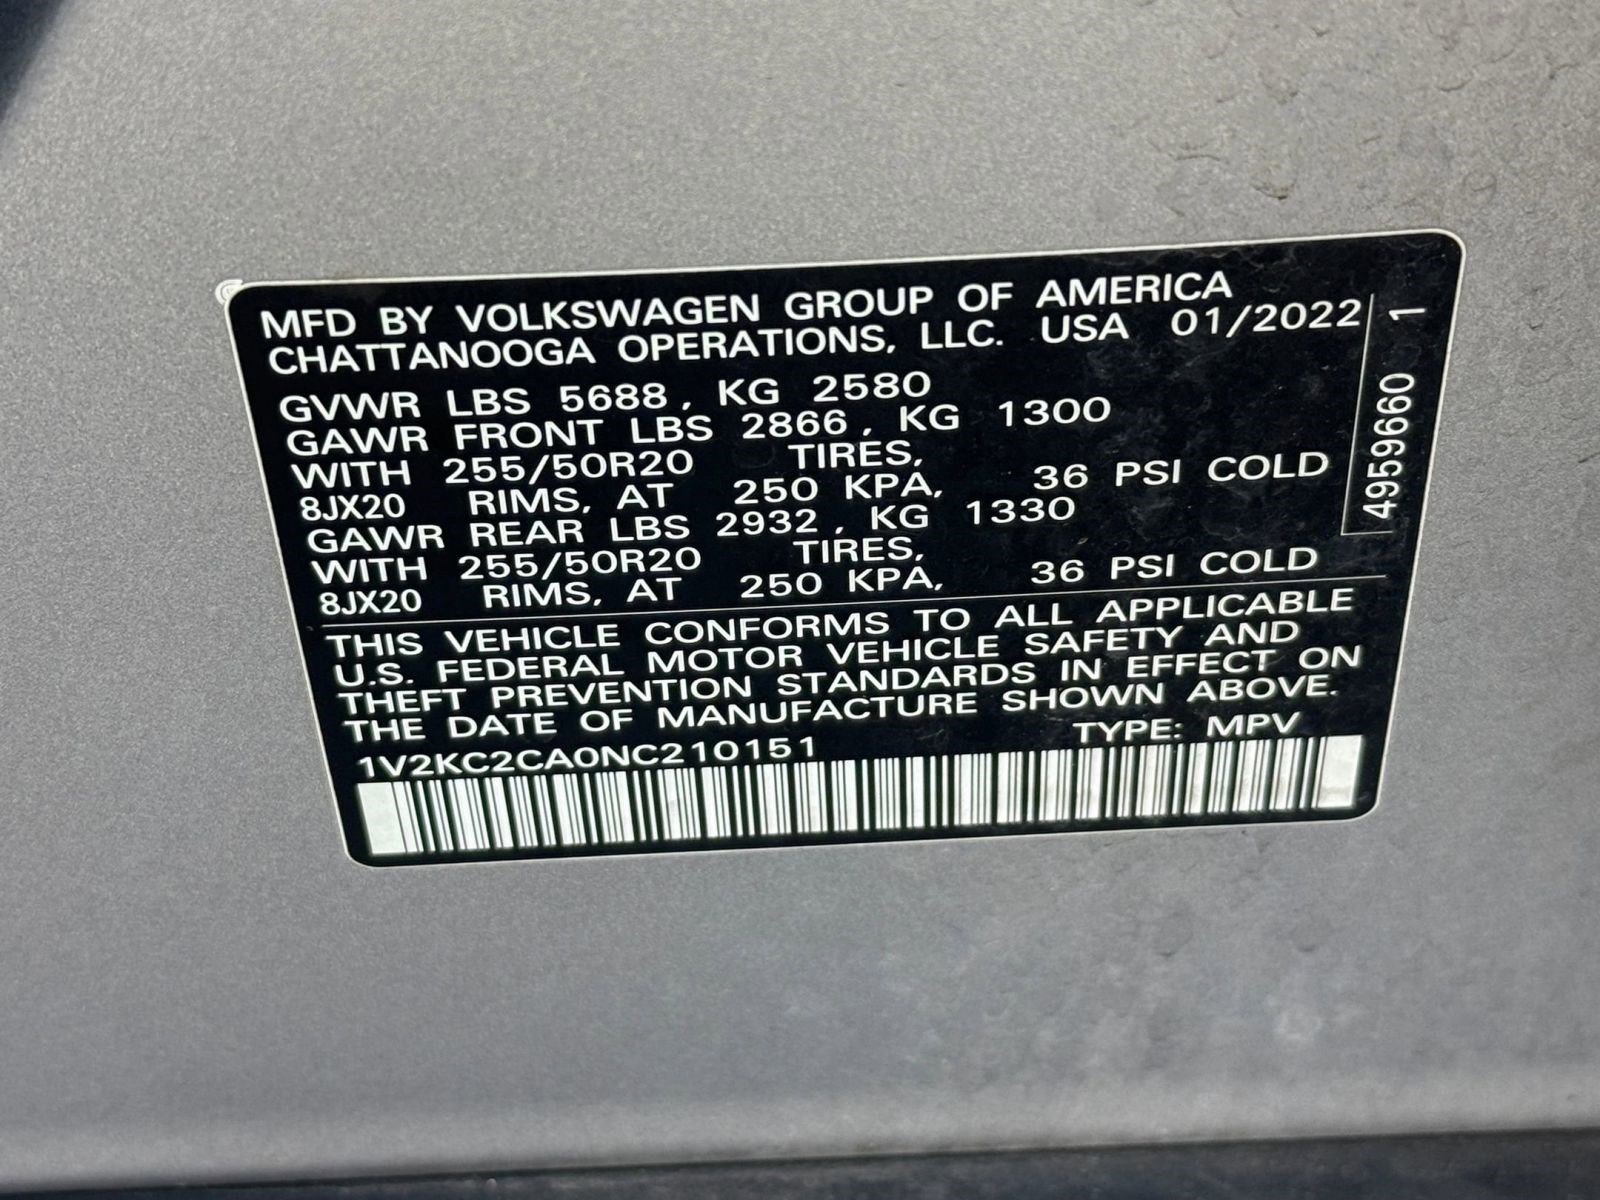 MFD BY VOLKSWAGEN GROUP OF AMERICA
CHATTANOOGA OPERATIONS, LLC. USA 01/2022
GVWR LBS 5688, KG 2580
GAWR FRONT LBS 2866, KG 1300
WITH 255/50R20 TIRES,
8JX20 RIMS, AT 250 KPA, 36 PSI COLD
GAWR REAR LBS 2932, KG 1330
WITH 255/50R20 TIRES,
8JX20 RIMS, AT 250 KPA, 36 PSI COLD
4959660 1
THIS VEHICLE CONFORMS TO ALL APPLICABLE
U.S. FEDERAL MOTOR VEHICLE SAFETY AND
THEFT PREVENTION STANDARDS IN EFFECT ON
THE DATE OF MANUFACTURE SHOWN ABOVE.
1V2KC2CA0NC210151 TYPE: MPV